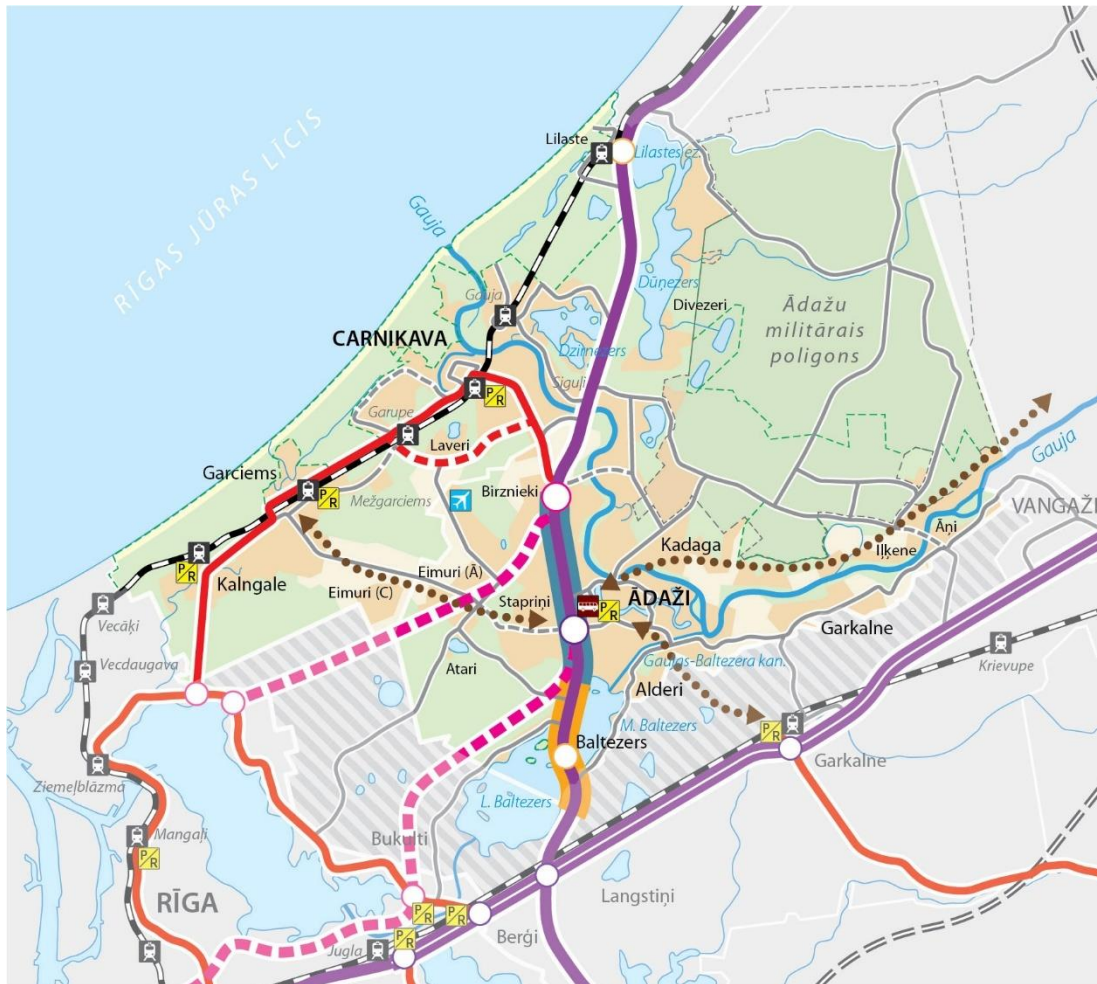 RĪGAS JŪRAS LĪCIS
Lilaste
Lilastes ez.
Gauja
Gauja
Dūņezers
Divezeri
Ādažu
militārais
poligons
CARNIKAVA
Dzirnezers
Siguļi
P/R
Garupe
Laveri
Garciems
P/R
Mežgarciems
Birznieki
Gauja
VANGAŽI
Āņi
Iļķene
Kadaga
P/R
Kalngale
Eimuri (Ā)
Eimuri (C)
Stapriņi
ĀDAŽI
P/R
Vecāķi
Garkalne
Krievupe
Vecdaugava
Atari
Gaujas-Baltezera kan.
Alderi
M. Baltezers
P/R
Baltezers
Garkalne
Ziemeļblāzma
L. Baltezers
Mangaļi
P/R
Bukulti
RĪGA
Langstiņi
P/R
P/R
Berģi
P/R
Jugla